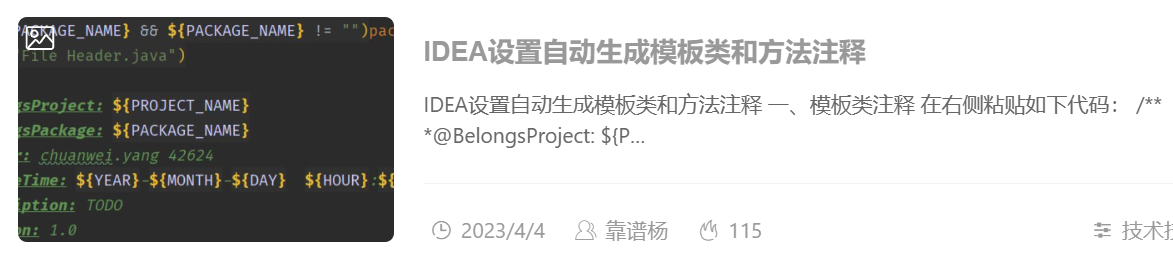 PACKAGE_NAME} && ${PACKAGE_NAME} != "")pac
File Header.java")
gsProject: ${PROJECT_NAME}
gsPackage: ${PACKAGE_NAME}
r: chuanwei.yang 42624
eTime: ${YEAR}-${MONTH}-${DAY} ${HOUR}:${
iption: TODO
on: 1.0
IDEA设置自动生成模板类和方法注释
IDEA设置自动生成模板类和方法注释 一、模板类注释 在右侧粘贴如下代码： /**
*@BelongsProject: ${P...
2023/4/4 靠谱杨 115 技术